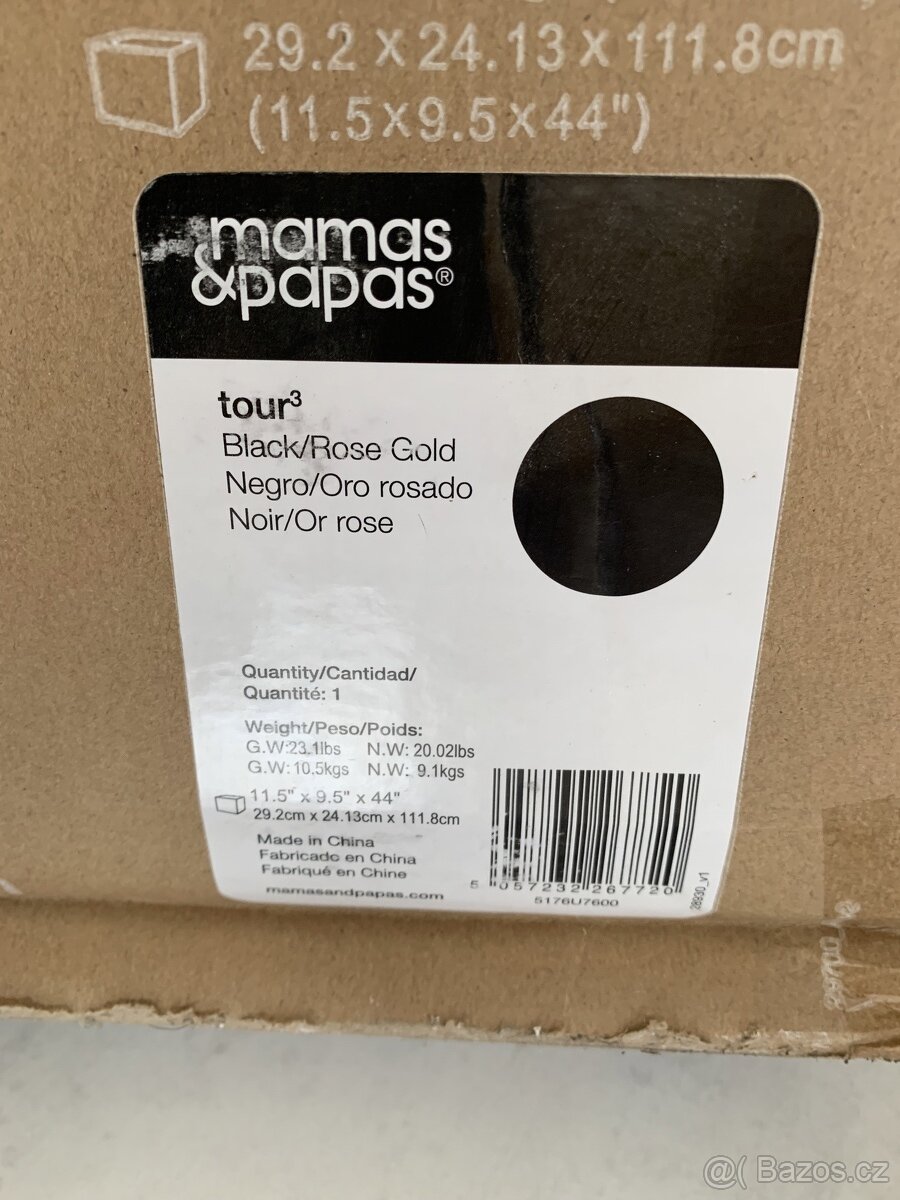 29.2 x 24.13 x 111.8cm
(11.5x9.5x44")
mamas
&papas®
tour³
Black/Rose Gold
Negro/Oro rosado
Noir/Or rose
Quantity/Cantidad/
Quantité: 1
Weight/Peso/Poids:
G.W:23.1lbs N.W: 20.02lbs
G.W:10.5kgs N.W: 9.1kgs
11.5" x 9.5" x 44"
29.2cm x 24.13cm x 111.8cm
Made in China
Fabricado en China
Fabriqué en Chine
mamasandpapas.com
5 057232 267720
5176U7600
28930_v1
@( Bazos.cz